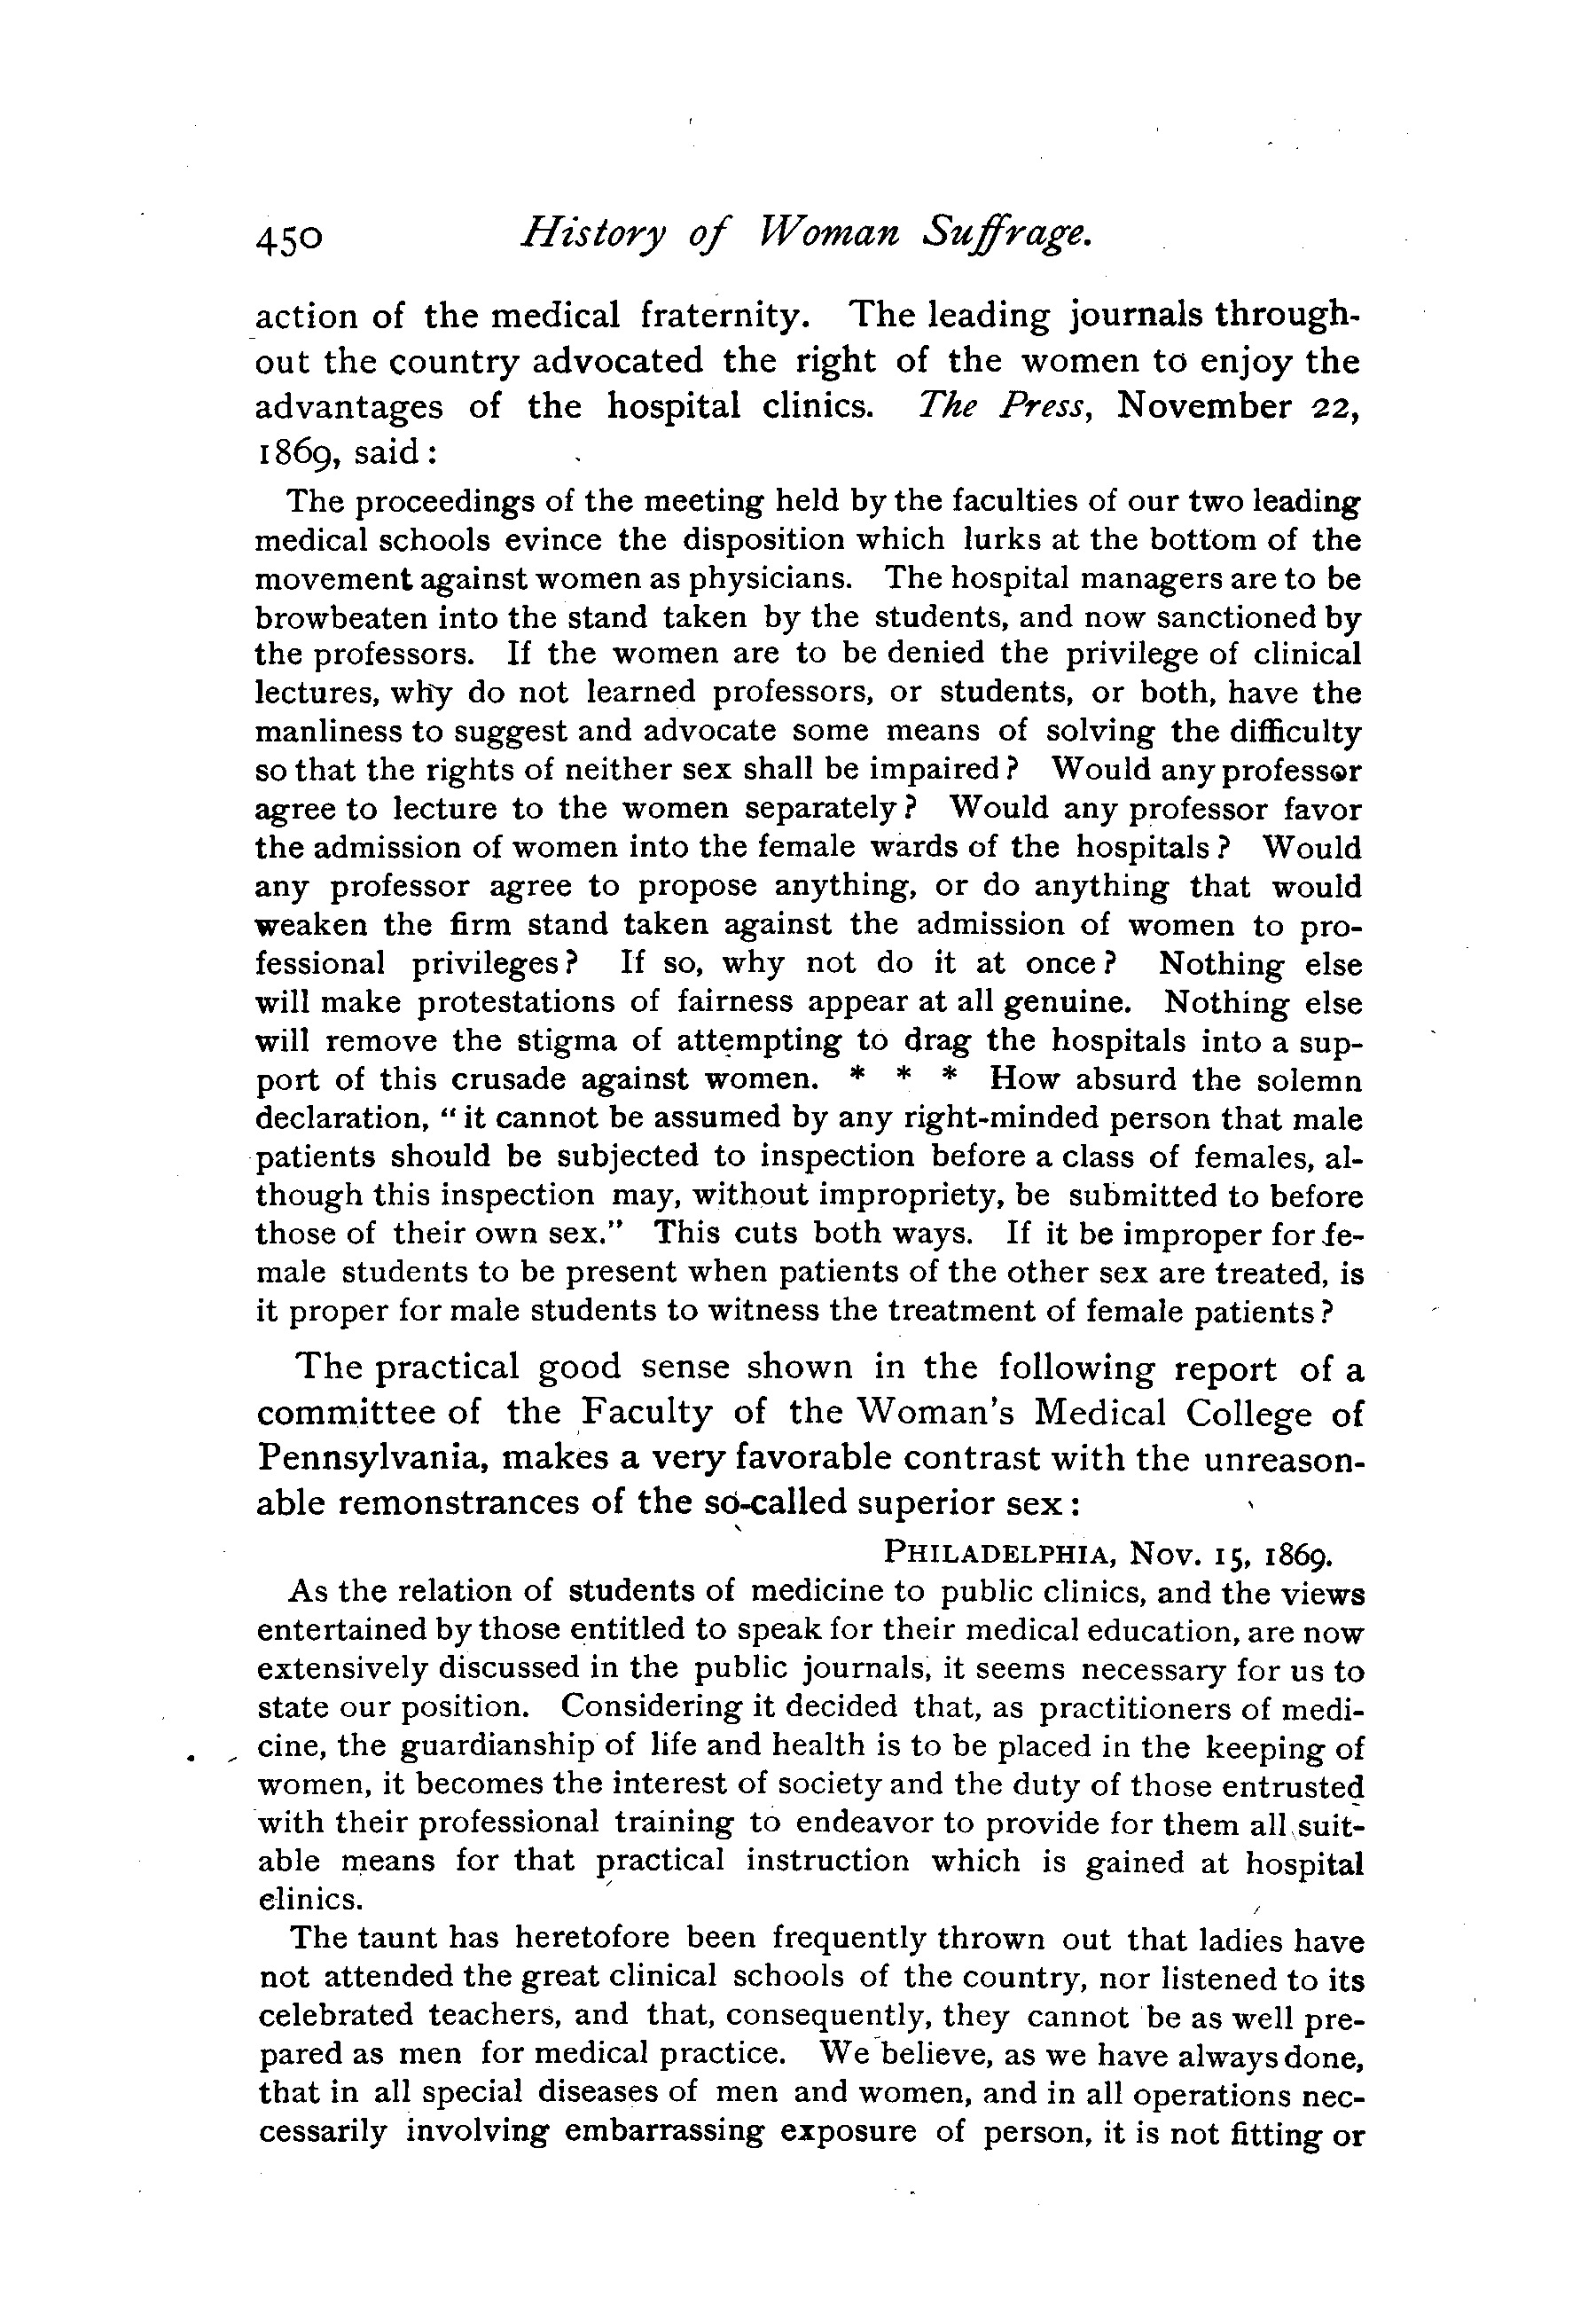 450 History of Woman Suffrage.
action of the medical fraternity. The leading journals through-
out the country advocated the right of the women to enjoy the
advantages of the hospital clinics. The Press, November 22,
1869, said:
The proceedings of the meeting held by the faculties of our two leading
medical schools evince the disposition which lurks at the bottom of the
movement against women as physicians. The hospital managers are to be
browbeaten into the stand taken by the students, and now sanctioned by
the professors. If the women are to be denied the privilege of clinical
lectures, why do not learned professors, or students, or both, have the
manliness to suggest and advocate some means of solving the difficulty
so that the rights of neither sex shall be impaired? Would any professor
agree to lecture to the women separately? Would any professor favor
the admission of women into the female wards of the hospitals? Would
any professor agree to propose anything, or do anything that would
weaken the firm stand taken against the admission of women to pro-
fessional privileges? If so, why not do it at once? Nothing else
will make protestations of fairness appear at all genuine. Nothing else
will remove the stigma of attempting to drag the hospitals into a sup-
port of this crusade against women. * * * How absurd the solemn
declaration, "it cannot be assumed by any right-minded person that male
patients should be subjected to inspection before a class of females, al-
though this inspection may, without impropriety, be submitted to before
those of their own sex." This cuts both ways. If it be improper for fe-
male students to be present when patients of the other sex are treated, is
it proper for male students to witness the treatment of female patients?
The practical good sense shown in the following report of a
committee of the Faculty of the Woman's Medical College of
Pennsylvania, makes a very favorable contrast with the unreason-
able remonstrances of the so-called superior sex:
PHILADELPHIA, Nov. 15, 1869.
As the relation of students of medicine to public clinics, and the views
entertained by those entitled to speak for their medical education, are now
extensively discussed in the public journals, it seems necessary for us to
state our position. Considering it decided that, as practitioners of medi-
cine, the guardianship of life and health is to be placed in the keeping of
women, it becomes the interest of society and the duty of those entrusted
with their professional training to endeavor to provide for them all suit-
able means for that practical instruction which is gained at hospital
clinics.
The taunt has heretofore been frequently thrown out that ladies have
not attended the great clinical schools of the country, nor listened to its
celebrated teachers, and that, consequently, they cannot be as well pre-
pared as men for medical practice. We believe, as we have always done,
that in all special diseases of men and women, and in all operations nec-
cessarily involving embarrassing exposure of person, it is not fitting or